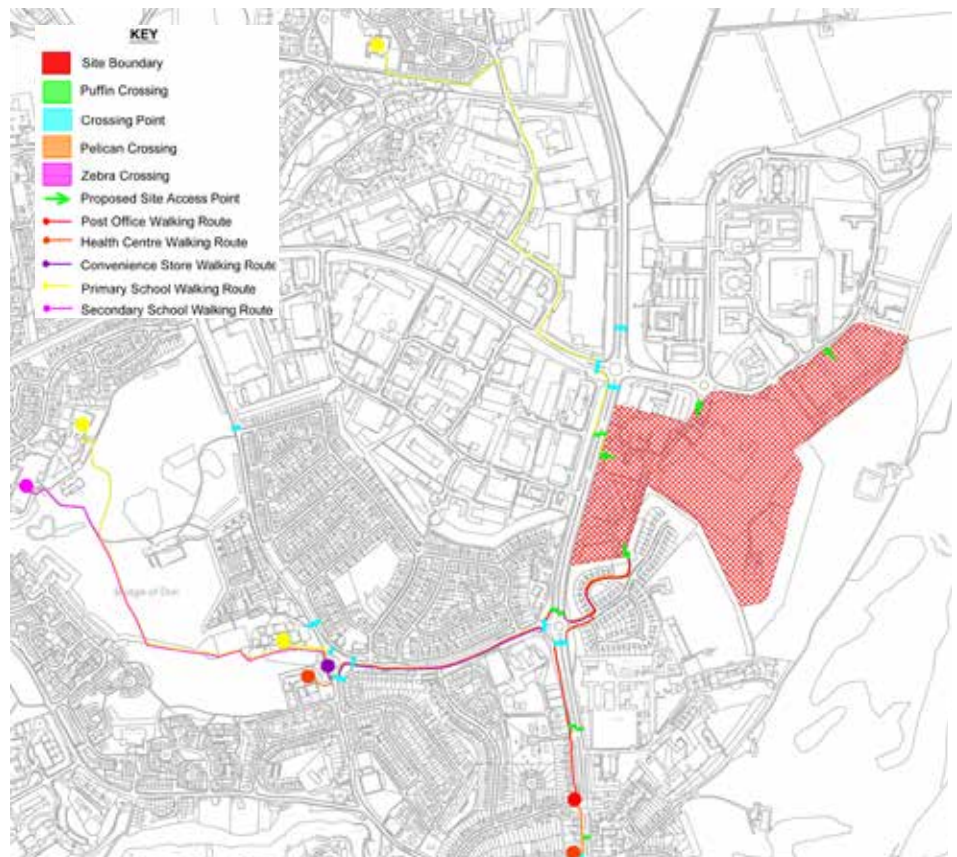 KEY
Site Boundary
Puffin Crossing
Crossing Point
Pelican Crossing
Zebra Crossing
Proposed Site Access Point
Post Office Walking Route
Health Centre Walking Route
Convenience Store Walking Route
Primary School Walking Route
Secondary School Walking Route
Bridge of Don